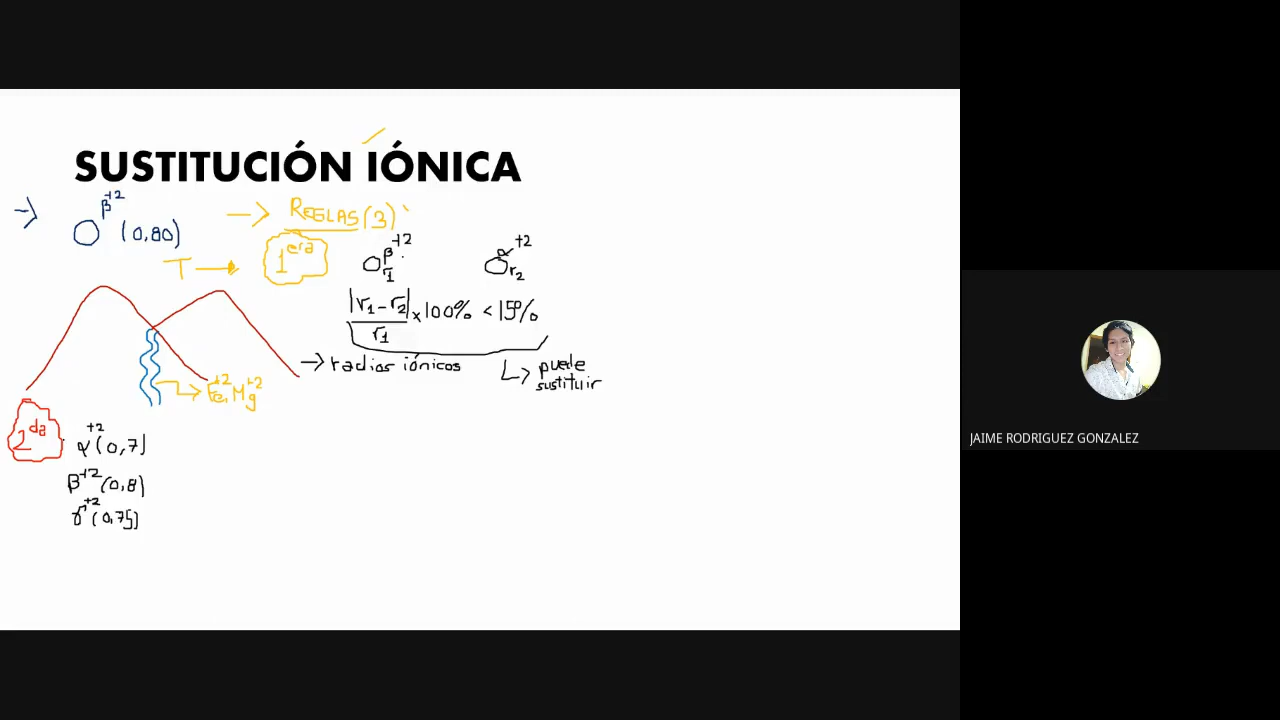 SUSTITUCIÓN IÓNICA
→ β+2 (0,80)
→ REGLAS (3)
T → 1era
β+2 r1
α+2 r2
|r1 - r2| / r1 x 100% < 15%
→ radios iónicos
↳ puede sustituir
→ Fe+2, Mg+2
2da
α+2 (0,7)
β+2 (0,8)
γ+2 (0,75)
JAIME RODRIGUEZ GONZALEZ